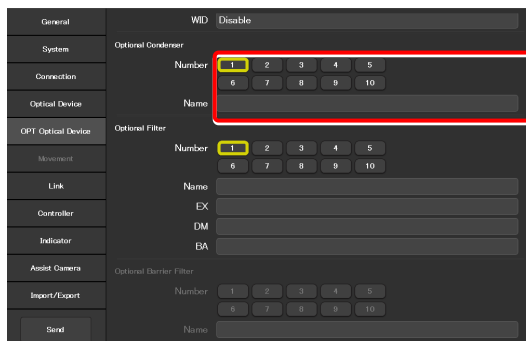 General
System
Connection
Optical Device
OPT Optical Device
Movement
Link
Controller
Indicator
Assist Camera
Import/Export
Send
WID Disable
Optional Condenser
Number 1 2 3 4 5
6 7 8 9 10
Name
Optional Filter
Number 1 2 3 4 5
6 7 8 9 10
Name
EX
DM
BA
Optional Barrier Filter
Number 1 2 3 4 5
6 7 8 9 10
Name